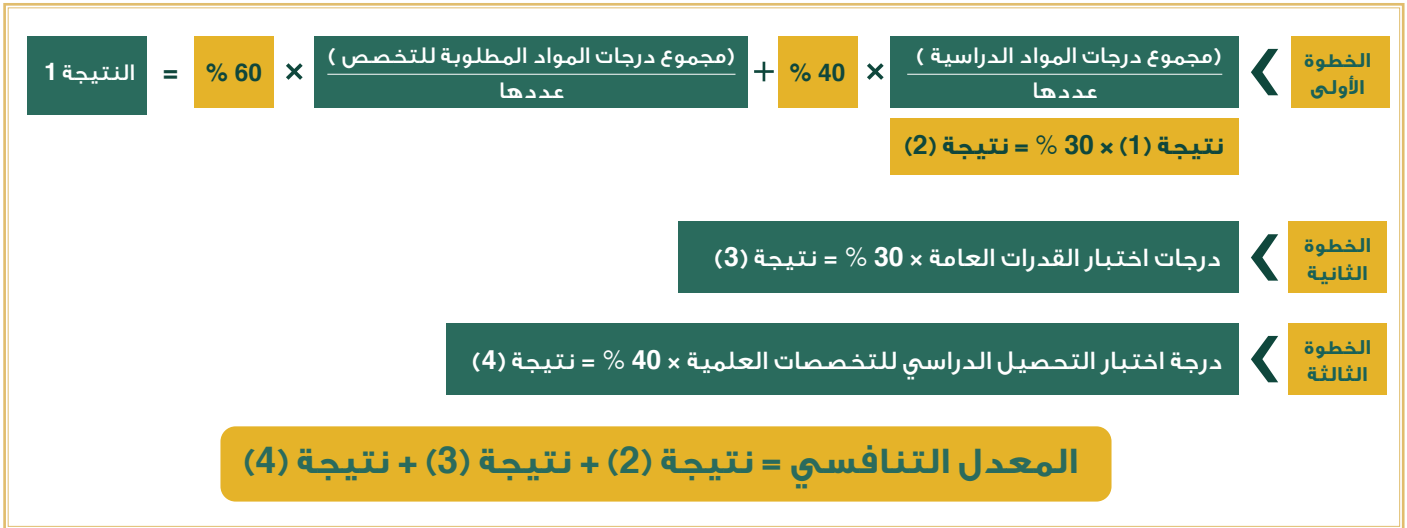 الخطوة
الأولى
(مجموع درجات المواد الدراسية )
عددها
× 40 % +
(مجموع درجات المواد المطلوبة للتخصص )
عددها
× 60 % = النتيجة 1
نتيجة (1) × 30 % = نتيجة (2)
الخطوة
الثانية
درجات اختبار القدرات العامة × 30 % = نتيجة (3)
الخطوة
الثالثة
درجة اختبار التحصيل الدراسي للتخصصات العلمية × 40 % = نتيجة (4)
المعدل التنافسي = نتيجة (2) + نتيجة (3) + نتيجة (4)